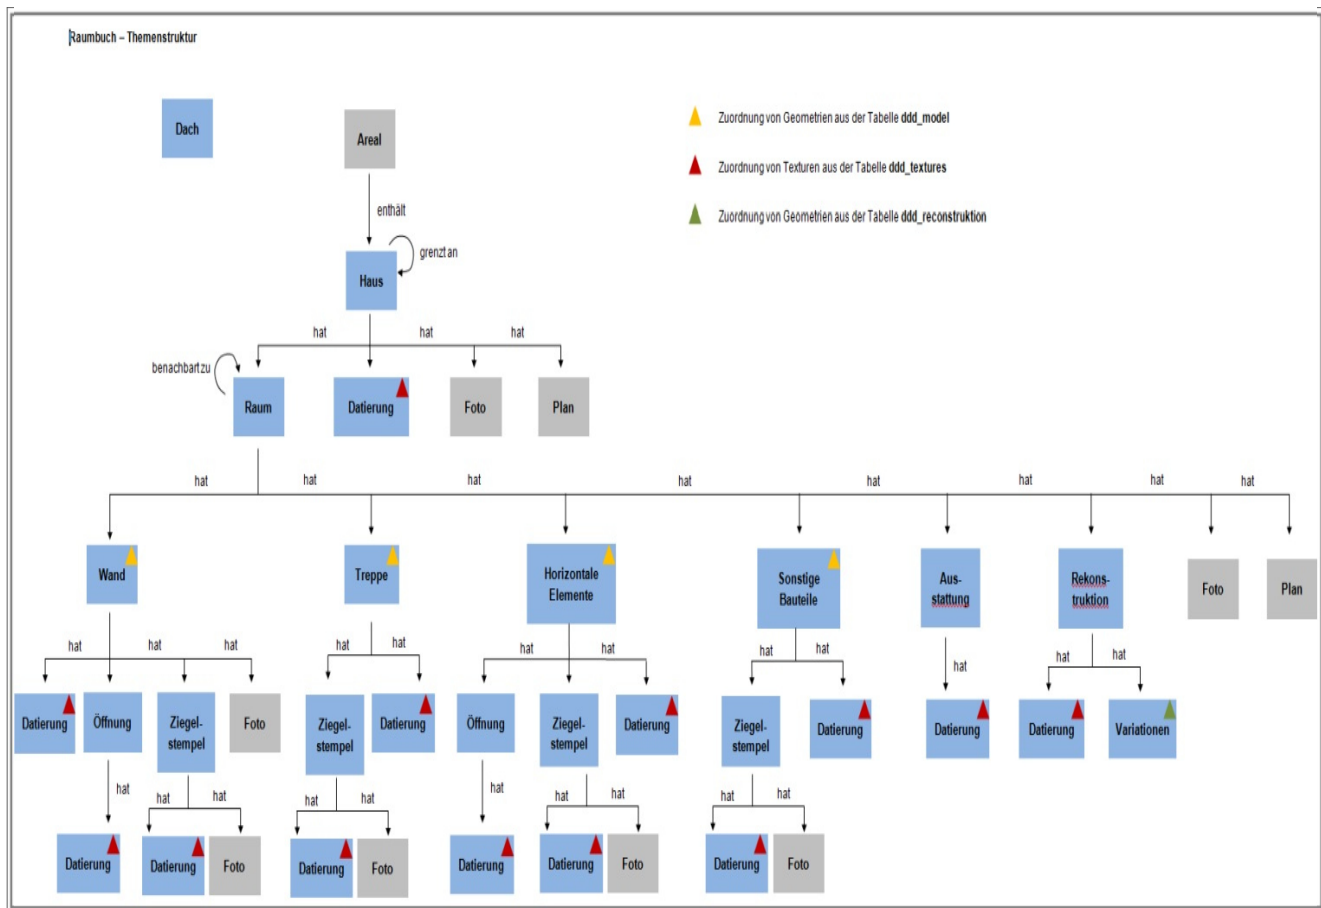 Raumbuch – Themenstruktur
Dach
Areal
Zuordnung von Geometrien aus der Tabelle ddd_model
Zuordnung von Texturen aus der Tabelle ddd_textures
Zuordnung von Geometrien aus der Tabelle ddd_reconstruktion
enthält
grenzt an
Haus
hat hat hat
benachbart zu
Raum Datierung Foto Plan
hat hat hat hat hat hat hat hat
Wand Treppe Horizontale
Elemente
Sonstige
Bauteile
Aus-
stattung
Rekons-
truktion
Foto Plan
hat hat hat hat hat hat hat hat hat hat hat hat
Datierung Öffnung Ziegel-
stempel
Foto
Ziegel-
stempel
Datierung
Öffnung Ziegel-
stempel
Datierung
Ziegel-
stempel
Datierung
Datierung
Datierung Variationen
hat hat hat hat hat hat hat hat hat hat
Datierung Datierung Foto Datierung Foto Datierung Datierung Foto Datierung Foto